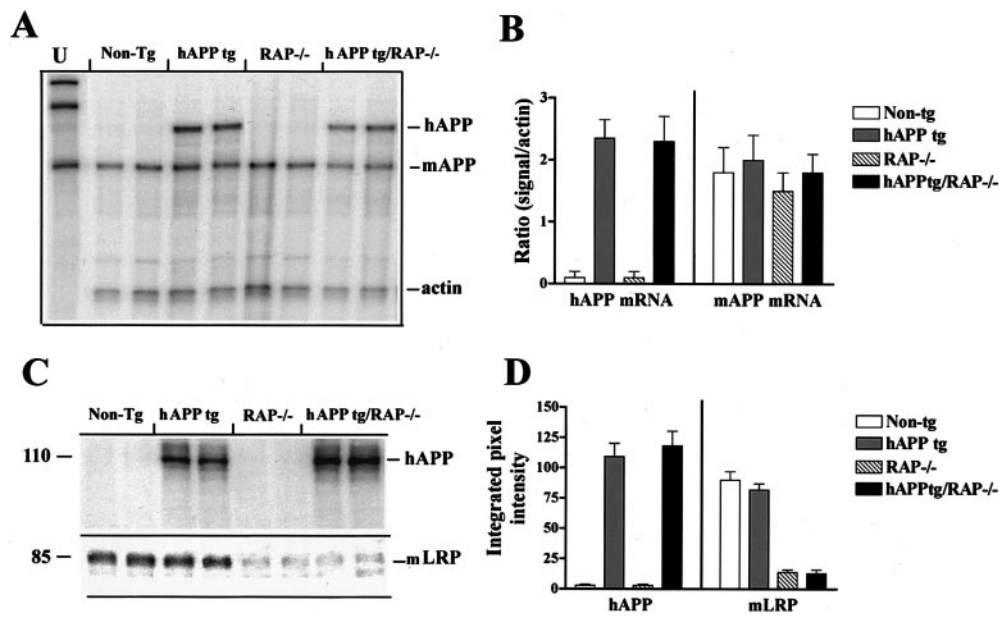 A
U Non-Tg hAPP tg RAP-/- hAPP tg/RAP-/-
hAPP
mAPP
actin
B
Ratio (signal/actin)
3
2
1
0
hAPP mRNA mAPP mRNA
Non-tg
hAPP tg
RAP-/-
hAPPtg/RAP-/-
C
Non-Tg hAPP tg RAP-/- hAPP tg/RAP-/-
110
hAPP
85
mLRP
D
Integrated pixel
intensity
150
125
100
75
50
25
0
hAPP mLRP
Non-tg
hAPP tg
RAP-/-
hAPPtg/RAP-/-